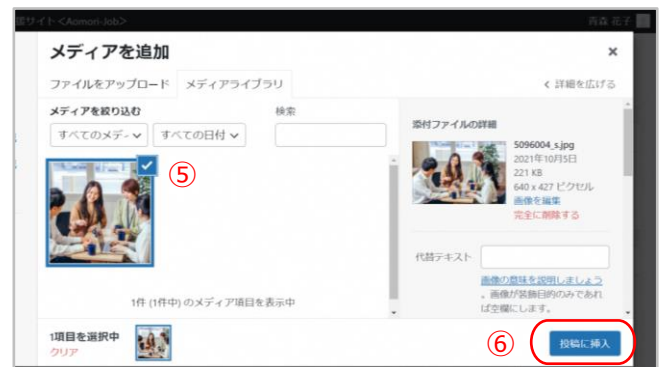 援サイト<Aomori-Job> 青森 花子
メディアを追加 ×
ファイルをアップロード メディアライブラリ < 詳細を広げる
メディアを絞り込む 検索
すべてのメデ- すべての日付
⑤
添付ファイルの詳細
5096004_s.jpg
2021年10月5日
221 KB
640 x 427 ピクセル
画像を編集
完全に削除する
代替テキスト
画像の意味を説明しましょう
。画像が装飾目的のみであれ
ば空欄にします。
1件 (1件中) のメディア項目を表示中
1項目を選択中
クリア
⑥ 投稿に挿入